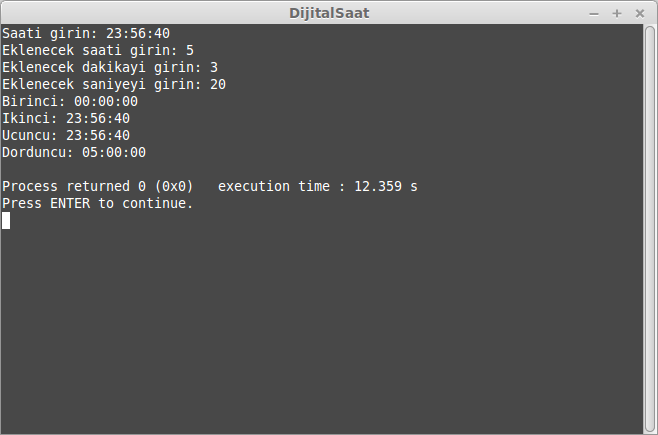 DijitalSaat
Saati girin: 23:56:40
Eklenecek saati girin: 5
Eklenecek dakikayi girin: 3
Eklenecek saniyeyi girin: 20
Birinci: 00:00:00
Ikinci: 23:56:40
Ucuncu: 23:56:40
Dorduncu: 05:00:00
Process returned 0 (0x0)   execution time : 12.359 s
Press ENTER to continue.